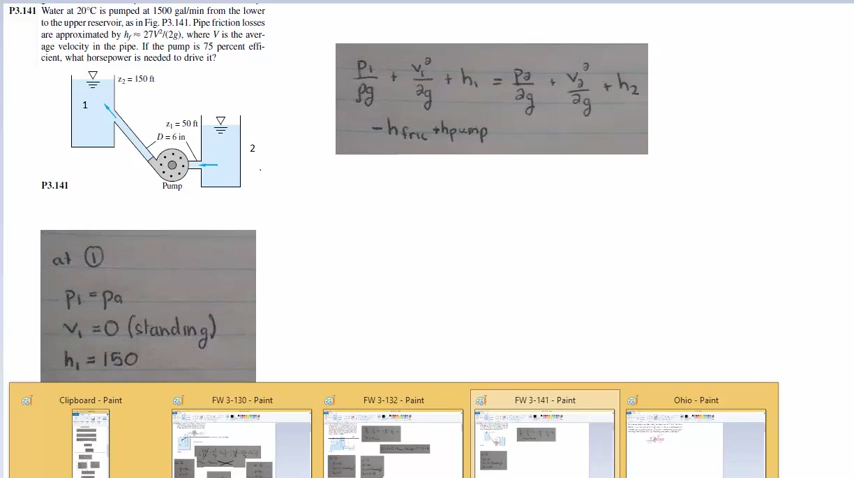 P3.141 Water at 20°C is pumped at 1500 gal/min from the lower
to the upper reservoir, as in Fig. P3.141. Pipe friction losses
are approximated by h_f ≈ 27V²/(2g), where V is the aver-
age velocity in the pipe. If the pump is 75 percent effi-
cient, what horsepower is needed to drive it?
z₂ = 150 ft
1
z₁ = 50 ft
D = 6 in
2
P3.141
Pump
P₁/ρg + V₁²/2g + h₁ = P2/2g + V₂²/2g + h₂
- h fric + h pump
at ①
P₁ = Pa
V₁ = 0 (standing)
h₁ = 150
Clipboard - Paint
FW 3-130 - Paint
FW 3-132 - Paint
FW 3-141 - Paint
Ohio - Paint